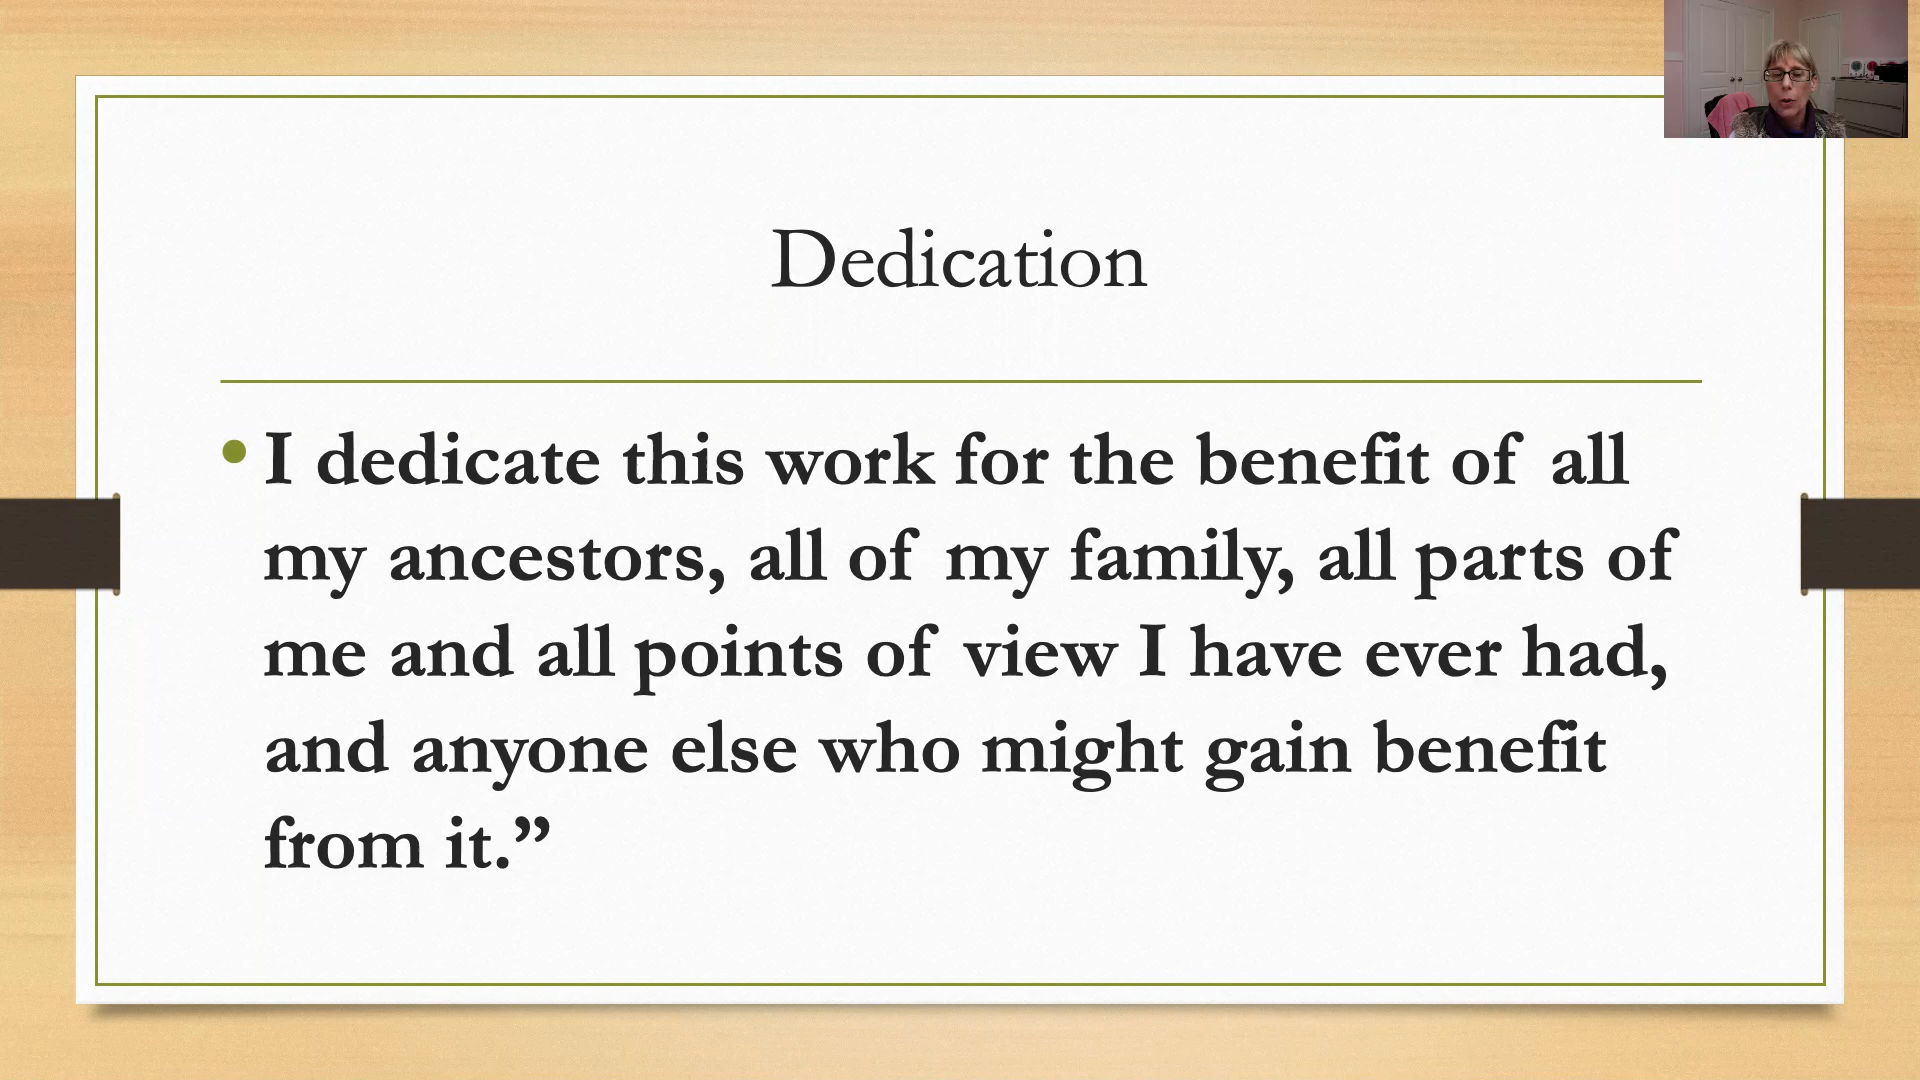 Dedication
• I dedicate this work for the benefit of all
my ancestors, all of my family, all parts of
me and all points of view I have ever had,
and anyone else who might gain benefit
from it.”